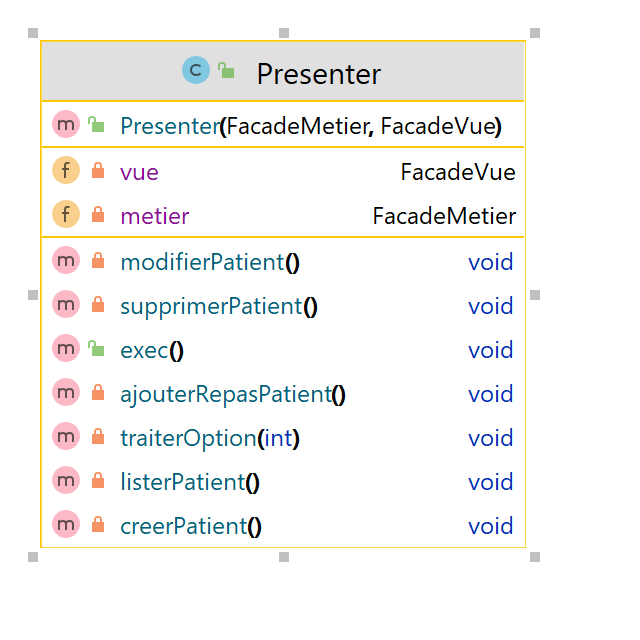 C Presenter
m Presenter(FacadeMetier, FacadeVue)
f vue FacadeVue
f metier FacadeMetier
m modifierPatient() void
m supprimerPatient() void
m exec() void
m ajouterRepasPatient() void
m traiterOption(int) void
m listerPatient() void
m creerPatient() void